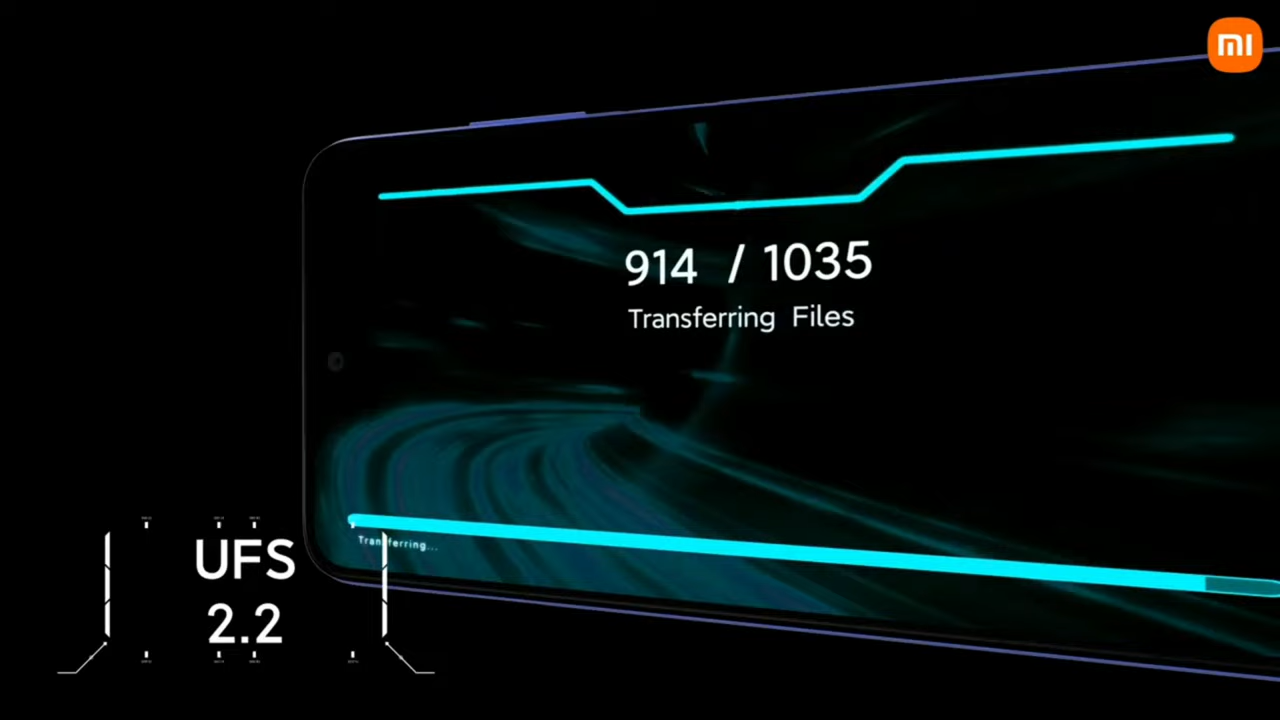 mi
914 / 1035
Transferring Files
Transferring...
UFS
2.2